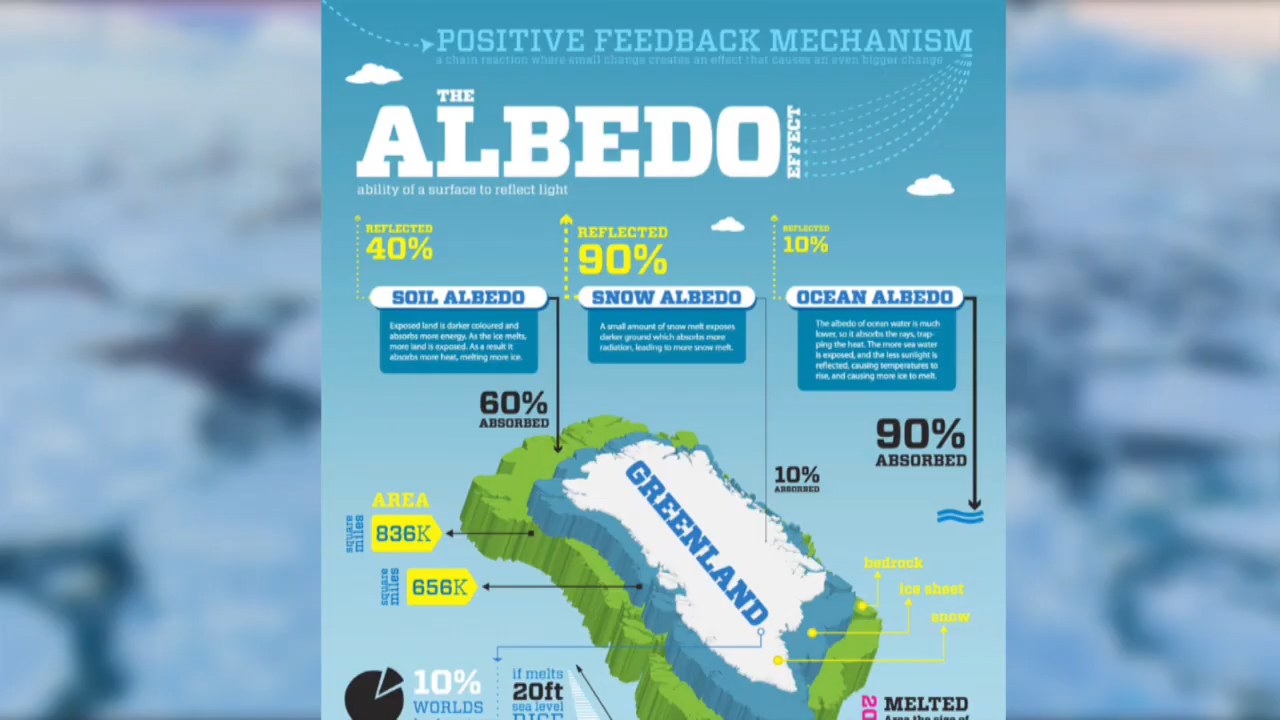 POSITIVE FEEDBACK MECHANISM
a chain reaction where small change creates an effect that causes an even bigger change
THE
ALBEDO
EFFECT
ability of a surface to reflect light
REFLECTED
40%
REFLECTED
90%
REFLECTED
10%
SOIL ALBEDO
Exposed land is darker coloured and
absorbs more energy. As the ice melts,
more land is exposed. As a result it
absorbs more heat, melting more ice.
SNOW ALBEDO
A small amount of snow melt exposes
darker ground which absorbs more
radiation, leading to more snow melt.
OCEAN ALBEDO
The albedo of ocean water is much
lower, so it absorbs the rays, trap-
ping the heat. The more sea water
is exposed, and the less sunlight is
reflected, causing temperatures to
rise, and causing more ice to melt.
60%
ABSORBED
90%
ABSORBED
10%
ABSORBED
GREENLAND
AREA
square
miles
836K
square
miles
656K
bedrock
ice sheet
snow
10%
WORLDS
if melts
20ft
sea level
RISE
20
MELTED
Area the size of